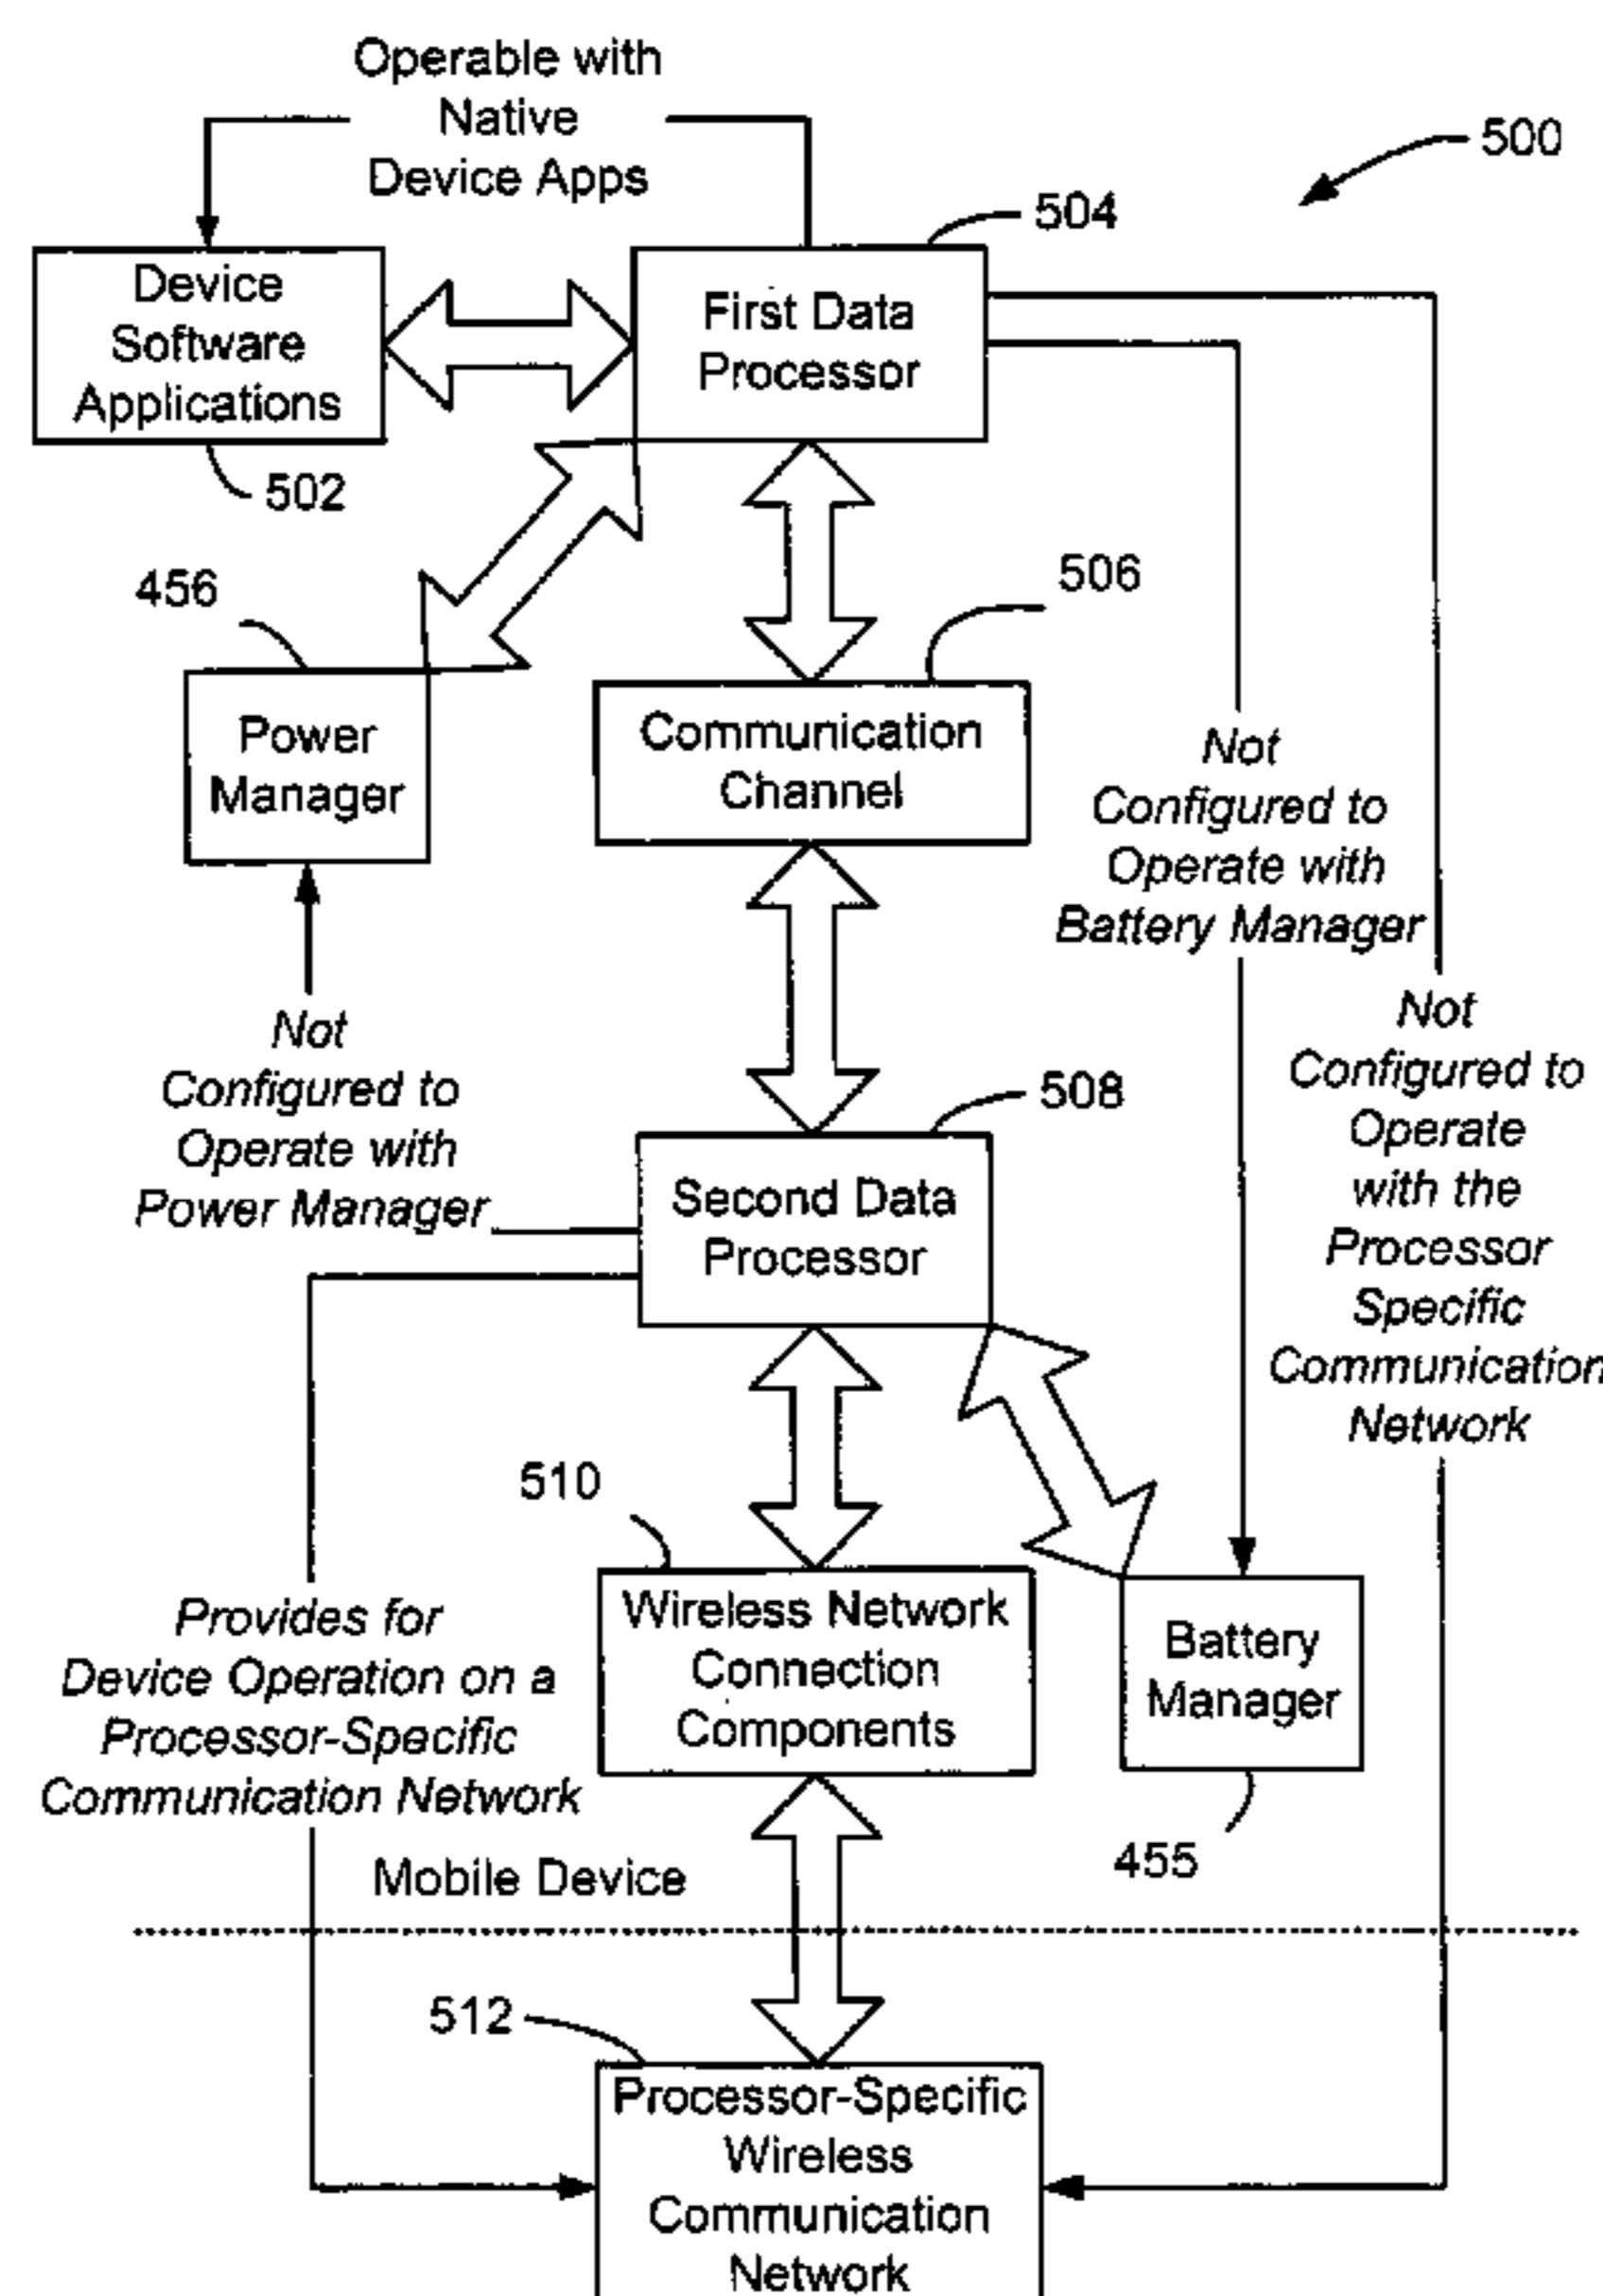 Operable with
Native
Device Apps
500
504
Device
Software
Applications
First Data
Processor
502
456
506
Power
Manager
Communication
Channel
Not
Configured to
Operate with
Battery Manager
Not
Configured to
Operate with
Power Manager
Not
Configured to
Operate
with the
Processor
Specific
Communication
Network
508
Second Data
Processor
510
Provides for
Device Operation on a
Processor-Specific
Communication Network
Wireless Network
Connection
Components
Battery
Manager
455
Mobile Device
512
Processor-Specific
Wireless
Communication
Network